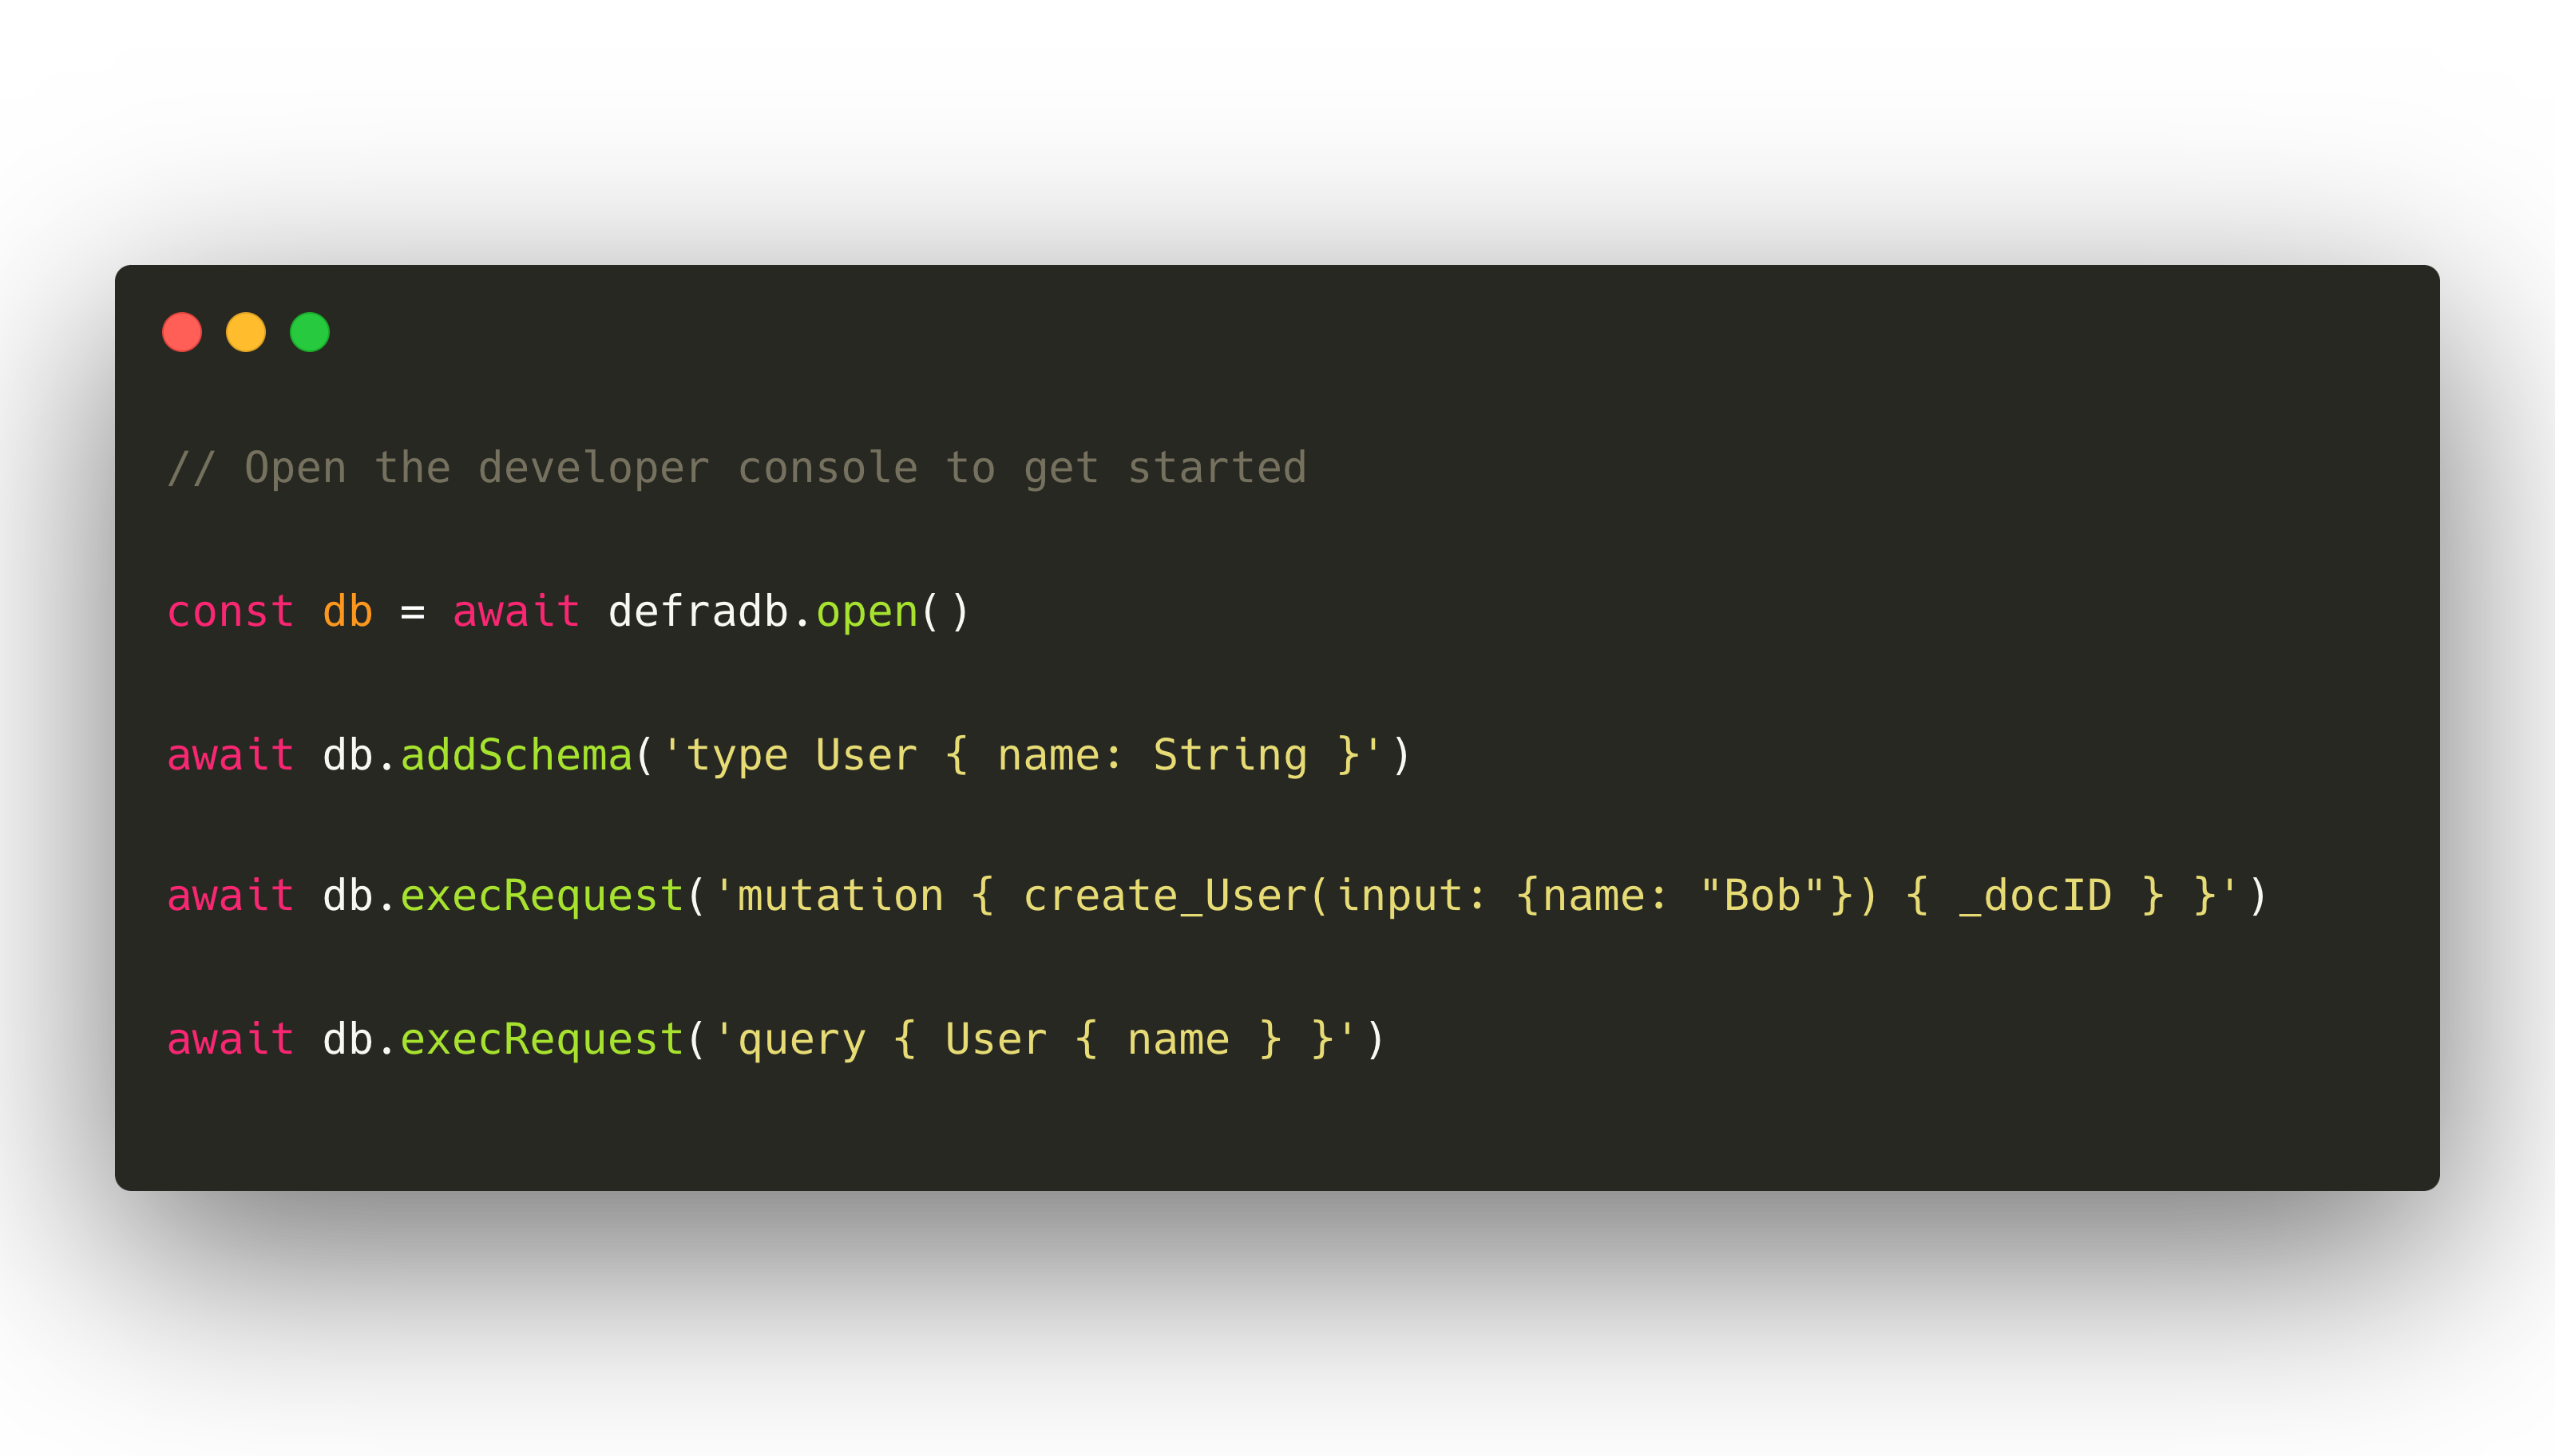 // Open the developer console to get started
const db = await defradb.open()
await db.addSchema('type User { name: String }')
await db.execRequest('mutation { create_User(input: {name: "Bob"}) { _docID } }')
await db.execRequest('query { User { name } }')